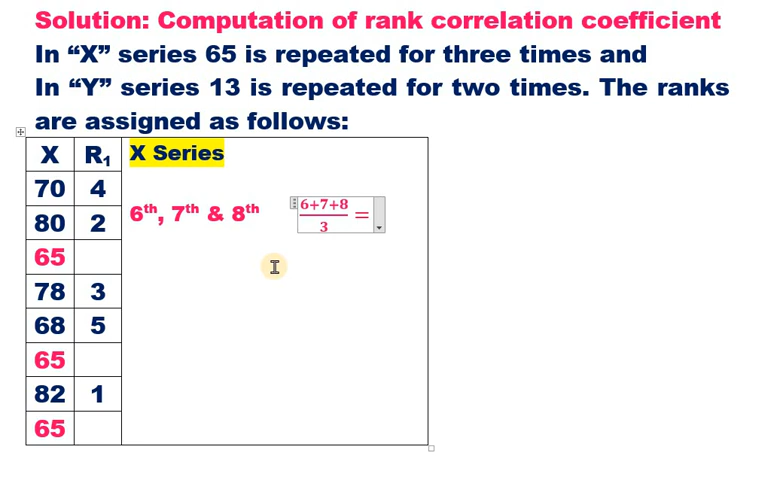 Solution: Computation of rank correlation coefficient
In “X” series 65 is repeated for three times and
In “Y” series 13 is repeated for two times. The ranks
are assigned as follows:
X R₁ X Series
70 4
80 2 6th, 7th & 8th 6+7+8/3 =
65
78 3
68 5
65
82 1
65